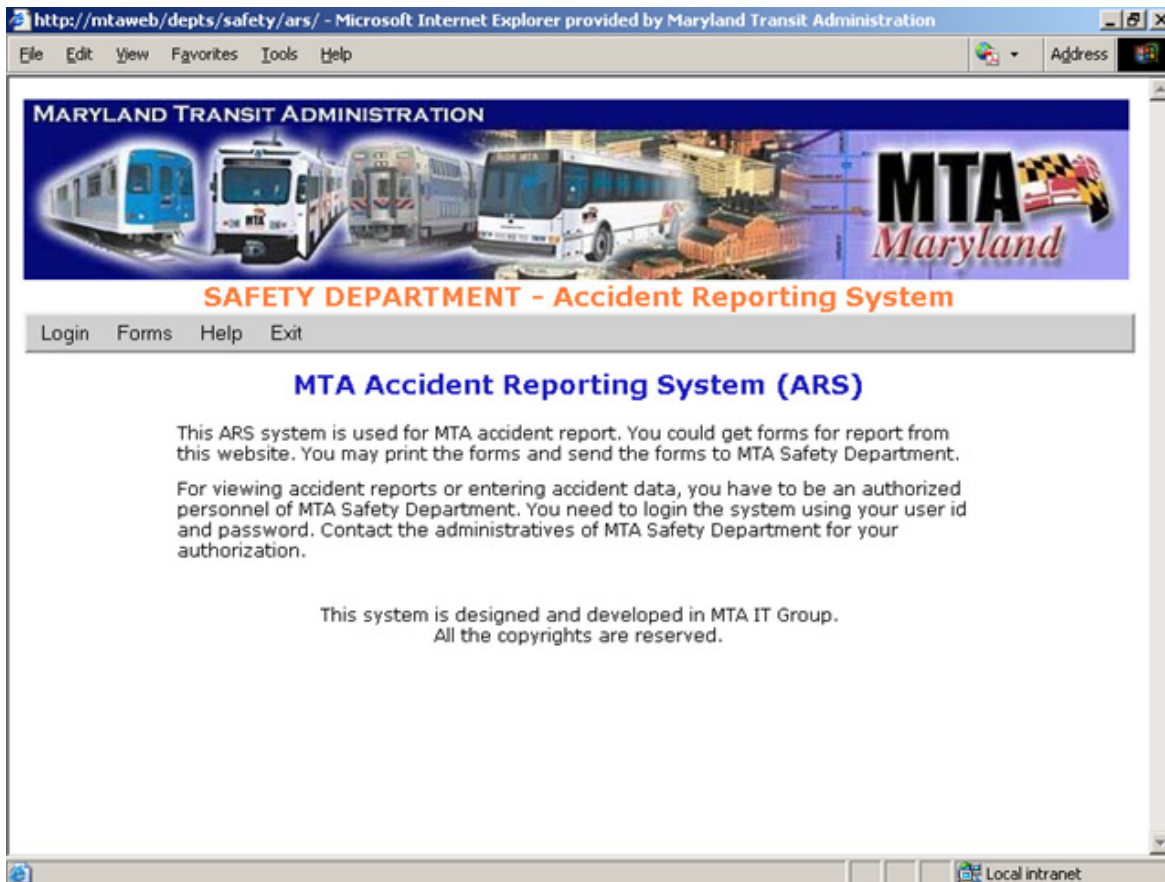 http://mtaweb/depts/safety/ars/ - Microsoft Internet Explorer provided by Maryland Transit Administration
File Edit View Favorites Tools Help Address
MARYLAND TRANSIT ADMINISTRATION
RIDE MTA
MTA
MTA
Maryland
SAFETY DEPARTMENT - Accident Reporting System
Login Forms Help Exit
MTA Accident Reporting System (ARS)
This ARS system is used for MTA accident report. You could get forms for report from
this website. You may print the forms and send the forms to MTA Safety Department.
For viewing accident reports or entering accident data, you have to be an authorized
personnel of MTA Safety Department. You need to login the system using your user id
and password. Contact the administratives of MTA Safety Department for your
authorization.
This system is designed and developed in MTA IT Group.
All the copyrights are reserved.
Local intranet